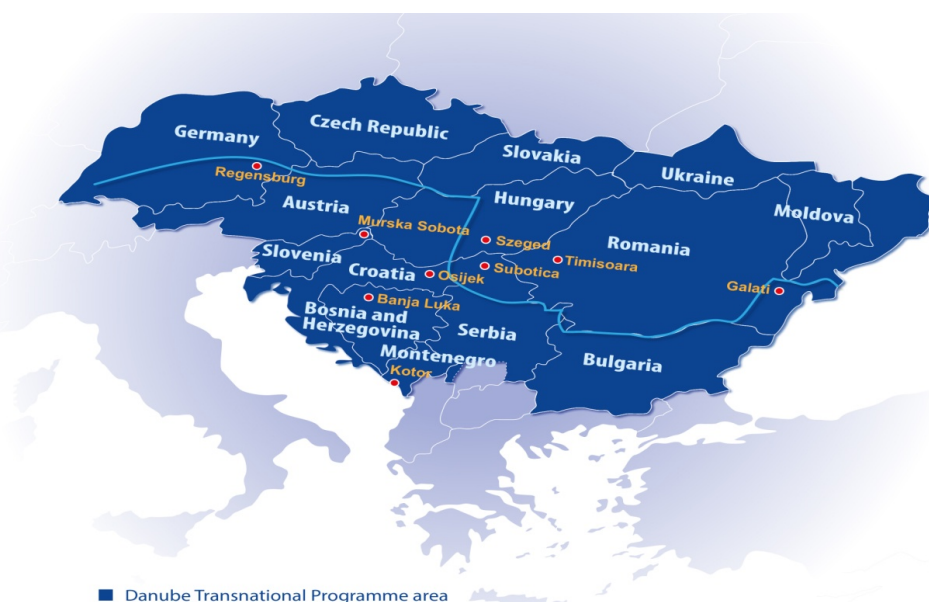 Czech Republic
Germany
Slovakia
Ukraine
Regensburg
Hungary
Austria
Moldova
Murska Sobota
Szeged
Romania
Slovenia
Timisoara
Croatia
Osijek
Subotica
Galati
Banja Luka
Bosnia and
Herzegovina
Serbia
Montenegro
Bulgaria
Kotor
Danube Transnational Programme area